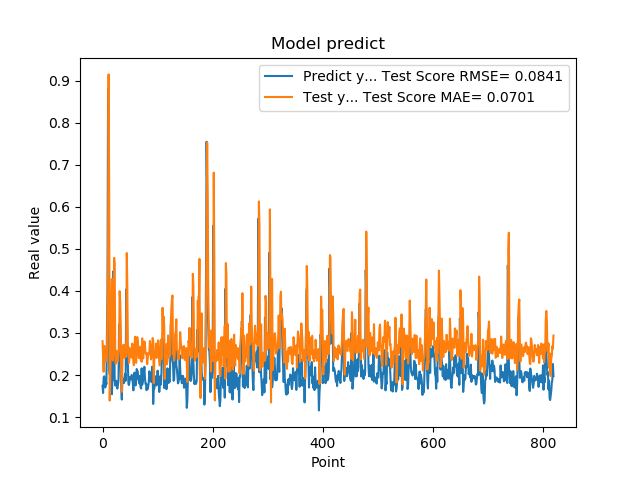 Model predict
Predict y... Test Score RMSE= 0.0841
Test y... Test Score MAE= 0.0701
Real value
0.9
0.8
0.7
0.6
0.5
0.4
0.3
0.2
0.1
0 200 400 600 800
Point